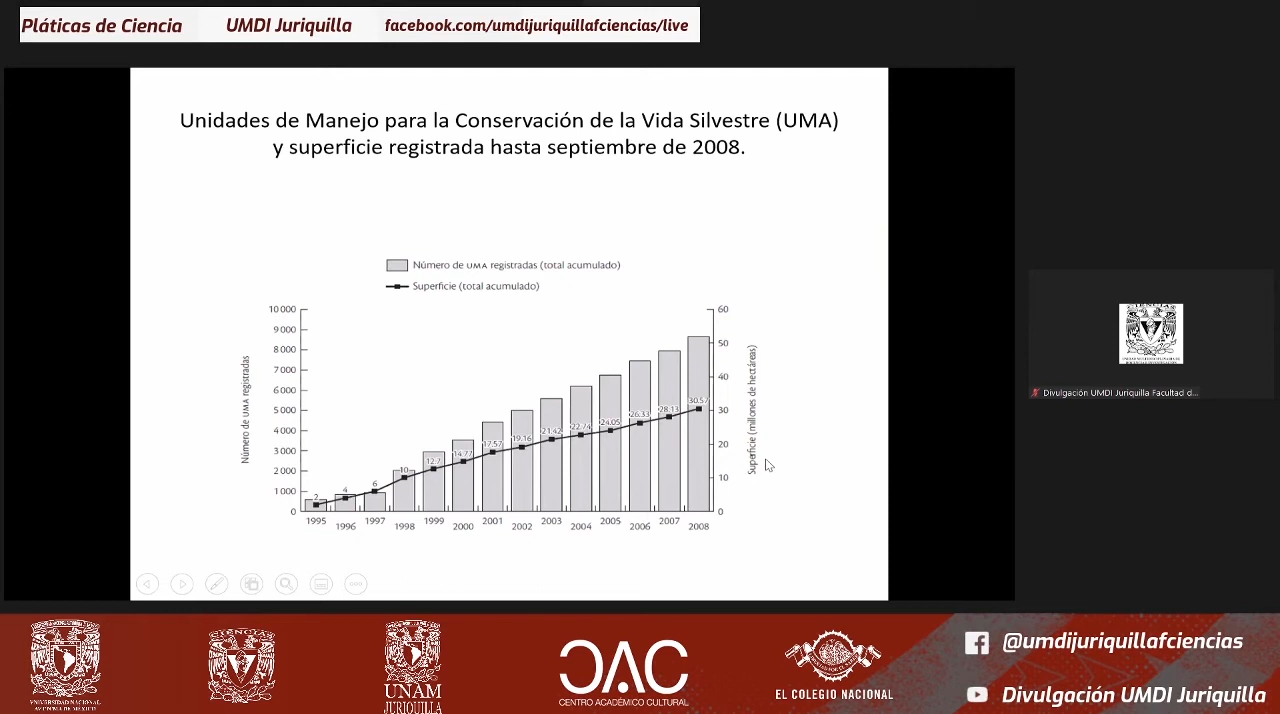 Pláticas de Ciencia UMDI Juriquilla facebook.com/umdijuriquillafciencias/live
Unidades de Manejo para la Conservación de la Vida Silvestre (UMA)
y superficie registrada hasta septiembre de 2008.
Número de UMA registradas (total acumulado)
Superficie (total acumulado)
Número de UMA registradas
10 000
9 000
8 000
7 000
6 000
5 000
4 000
3 000
2 000
1 000
0
2 4 6 10 12.7 14.77 17.57 19.16 21.42 22.74 24.05 26.33 28.13 30.57
60
50
40
30
20
10
0
Superficie (millones de hectáreas)
1995 1996 1997 1998 1999 2000 2001 2002 2003 2004 2005 2006 2007 2008
Divulgación UMDI Juriquilla Facultad d...
CIENCIAS
UNAM
JURIQUILLA
CAC
CENTRO ACADÉMICO CULTURAL
EL COLEGIO NACIONAL
@umdijuriquillafciencias
Divulgación UMDI Juriquilla